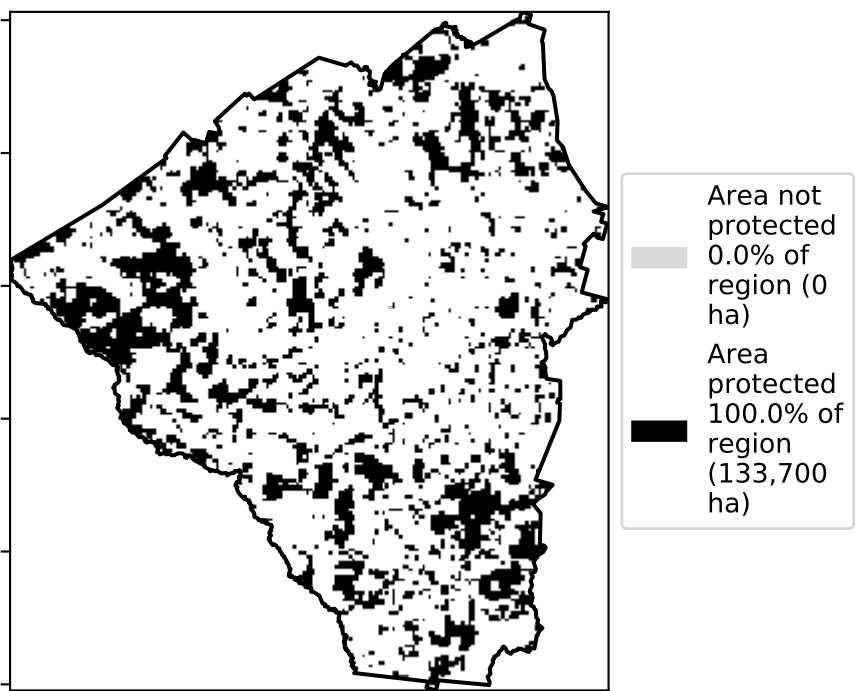 Area not
protected
0.0% of
region (0
ha)
Area
protected
100.0% of
region
(133,700
ha)